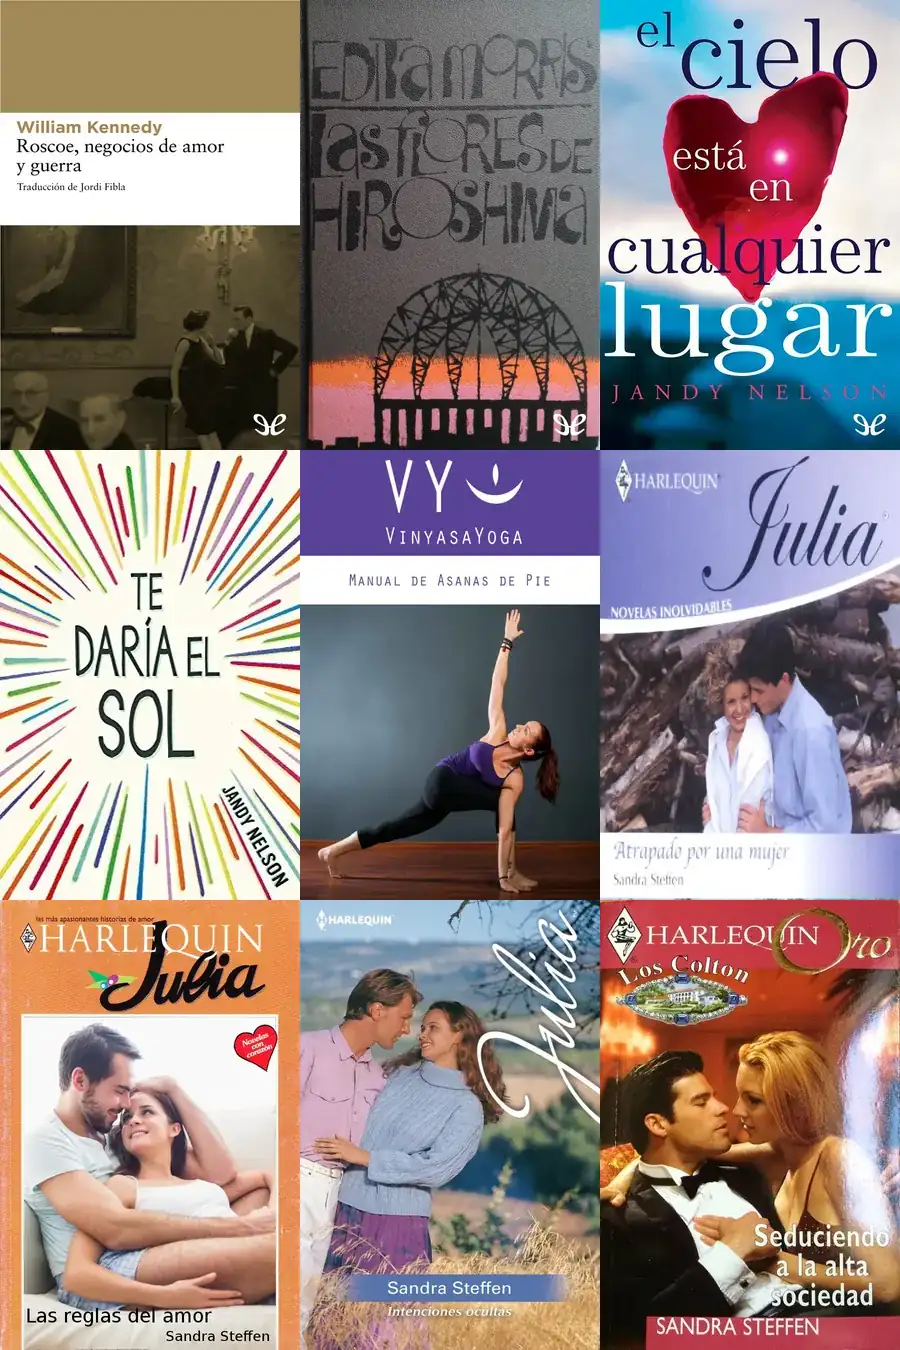 William Kennedy
Roscoe, negocios de amor
y guerra
Traducción de Jordi Fibla
EDITA MORRIS
LAS FLORES DE
HIROSHIMA
el cielo
está
en
cualquier
lugar
JANDY NELSON
TE
DARÍA EL
SOL
JANDY NELSON
VY
VINYASAYOGA
MANUAL DE ASANAS DE PIE
HARLEQUIN
Julia
NOVELAS INOLVIDABLES
Atrapado por una mujer
Sandra Steffen
las más apasionantes historias de amor
HARLEQUIN
Julia
Novelas
con
corazón
Las reglas del amor
Sandra Steffen
HARLEQUIN
Julia
Sandra Steffen
Intenciones ocultas
HARLEQUIN Oro
LOS COLTON
Seduciendo
a la alta
sociedad
SANDRA STEFFEN